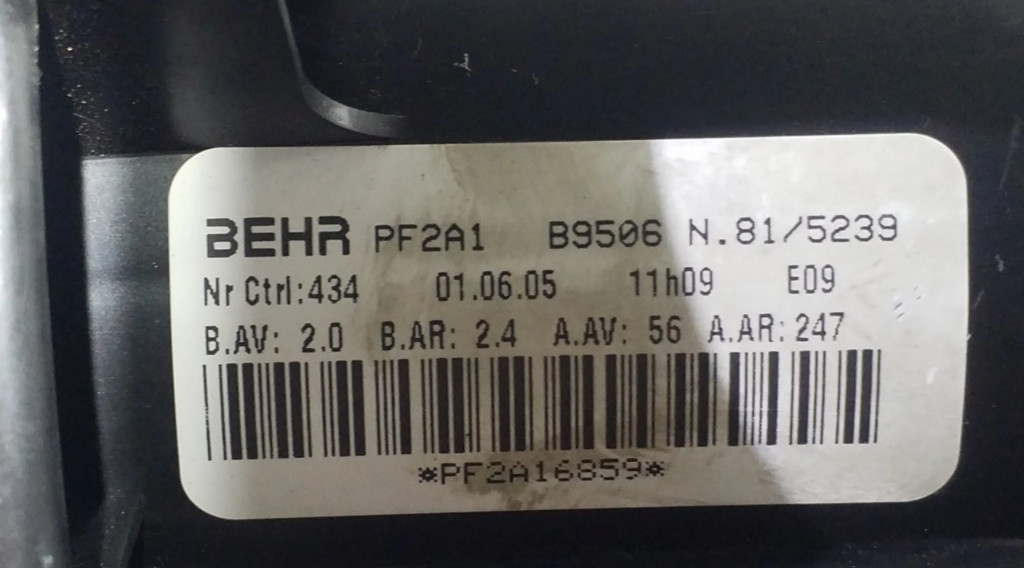 BEHR PF2A1 B9506 N.81/5239
Nr Ctrl:434 01.06.05 11h09 E09
B.AV: 2.0 B.AR: 2.4 A.AV: 56 A.AR: 247
*PF2A16859*